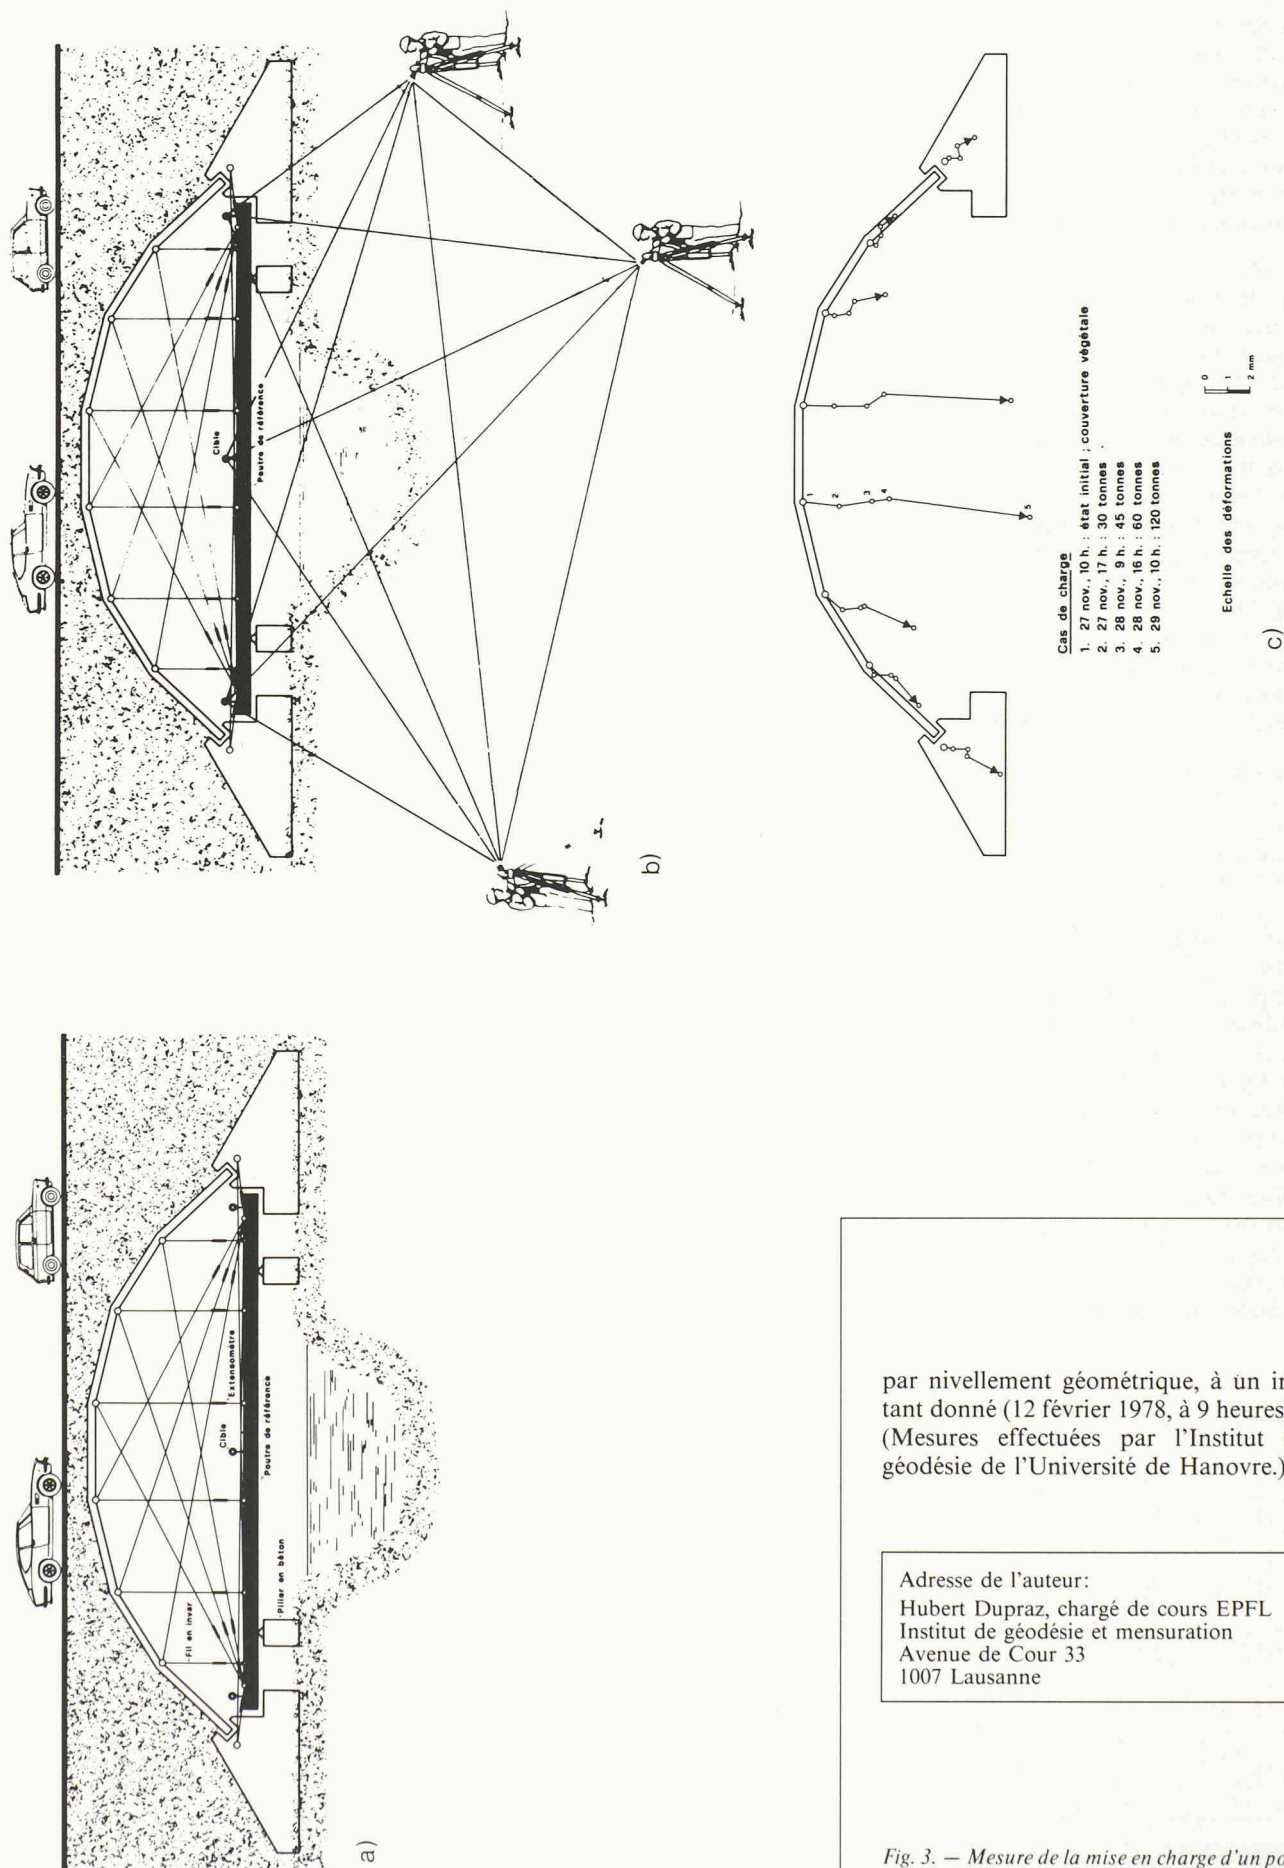 Fil en invar
Extensomètre
Cible
Poutre de référence
Pilier en béton
a)
Cible
Poutre de référence
b)
1
2
3
4
5
Cas de charge
1. 27 nov., 10 h. : état initial ; couverture végétale
2. 27 nov., 17 h. : 30 tonnes
3. 28 nov., 9 h. : 45 tonnes
4. 28 nov., 16 h. : 60 tonnes
5. 29 nov., 10 h. : 120 tonnes
Echelle des déformations
0
1
2 mm
c)
par nivellement géométrique, à un in
tant donné (12 février 1978, à 9 heures
(Mesures effectuées par l'Institut
géodésie de l'Université de Hanovre.)
Adresse de l'auteur:
Hubert Dupraz, chargé de cours EPFL
Institut de géodésie et mensuration
Avenue de Cour 33
1007 Lausanne
Fig. 3. — Mesure de la mise en charge d'un po